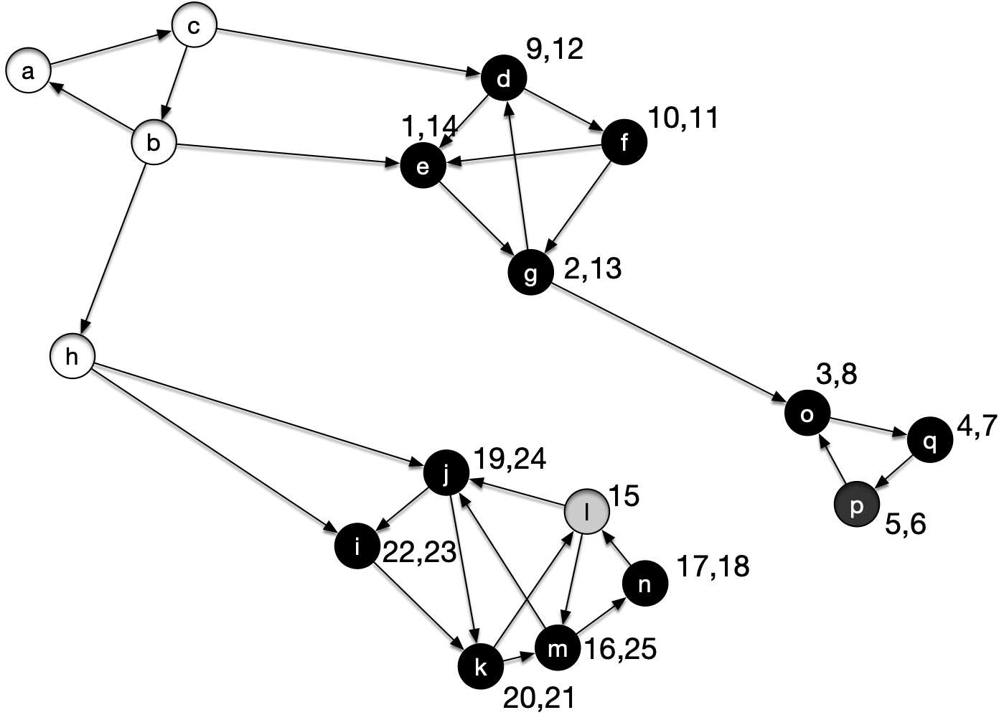 c
a
9,12
d
10,11
1,14
f
b
e
2,13
g
h
3,8
o
4,7
q
19,24
j
15
l
p
5,6
i
22,23
17,18
n
m
16,25
k
20,21